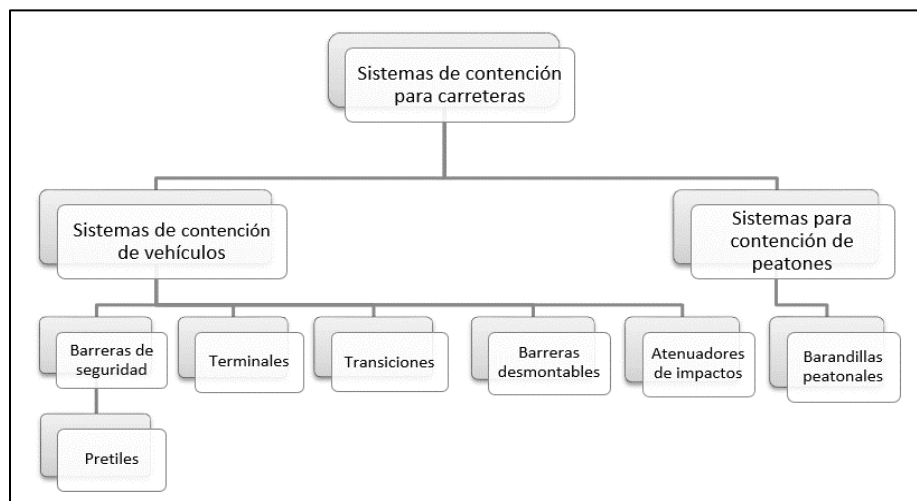 Sistemas de contención
para carreteras
Sistemas de contención
de vehículos
Sistemas para
contención de
peatones
Barreras de
seguridad
Terminales
Transiciones
Barreras
desmontables
Atenuadores
de impactos
Barandillas
peatonales
Pretiles